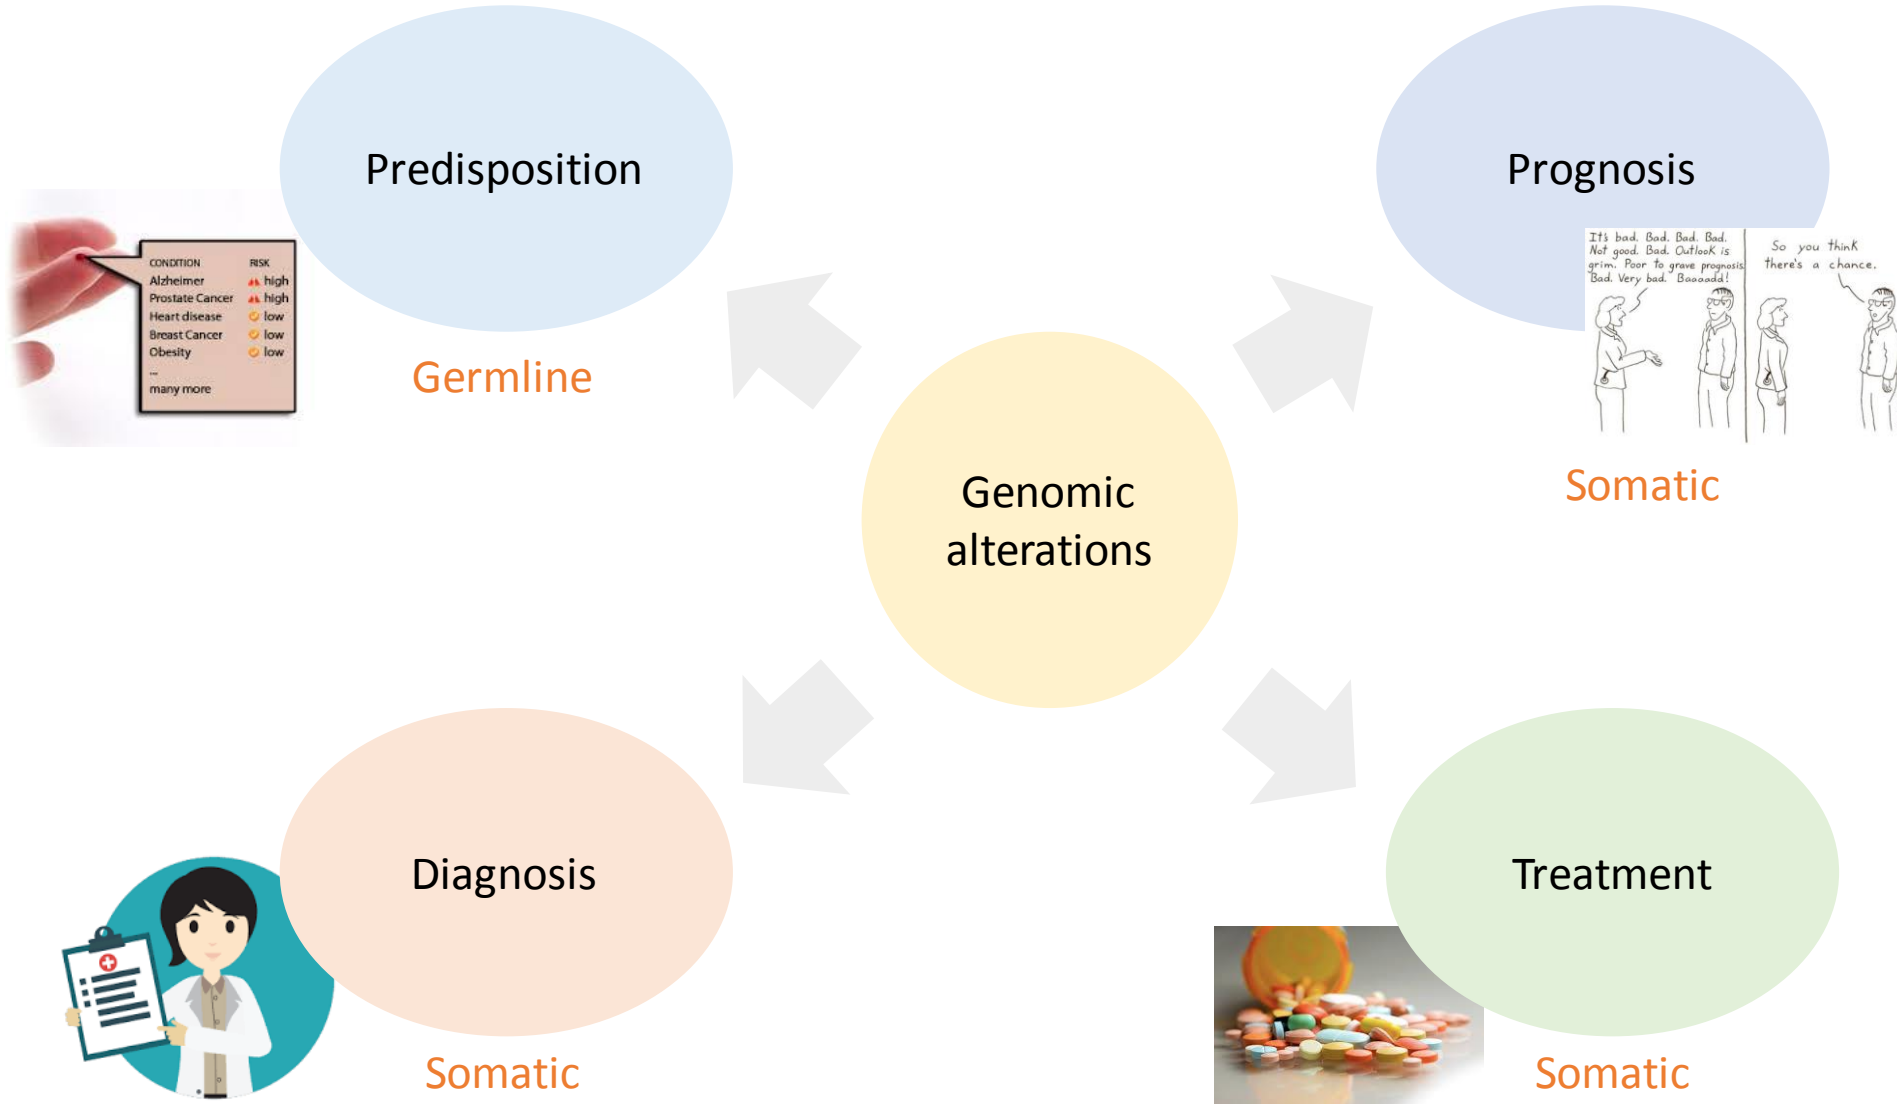 Predisposition
CONDITION RISK
Alzheimer high
Prostate Cancer high
Heart disease low
Breast Cancer low
Obesity low
...
many more
Germline
Prognosis
It's bad. Bad. Bad. Bad.
Not good. Bad. Outlook is
grim. Poor to grave prognosis.
Bad. Very bad. Baaaadd!
So you think
there's a chance.
Somatic
Genomic
alterations
Diagnosis
Somatic
Treatment
Somatic